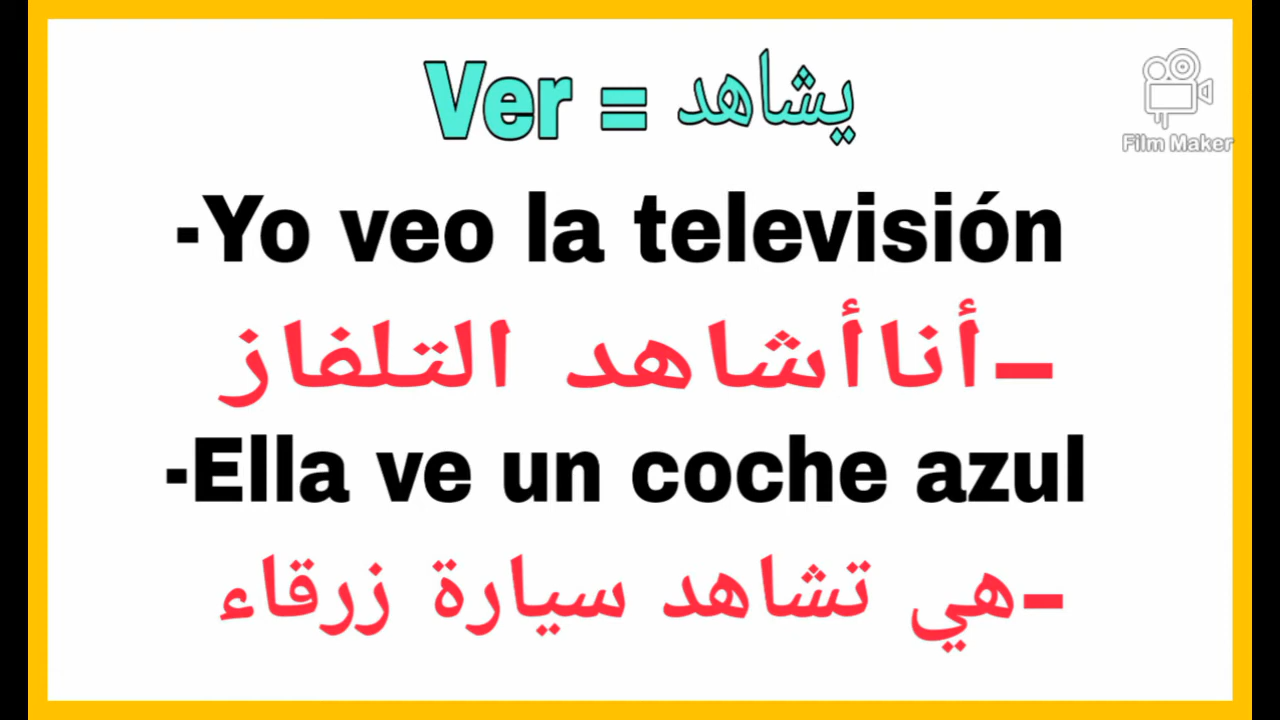 Ver = يشاهد
Film Maker
-Yo veo la televisión
-أناأشاهد التلفاز
-Ella ve un coche azul
-هي تشاهد سيارة زرقاء